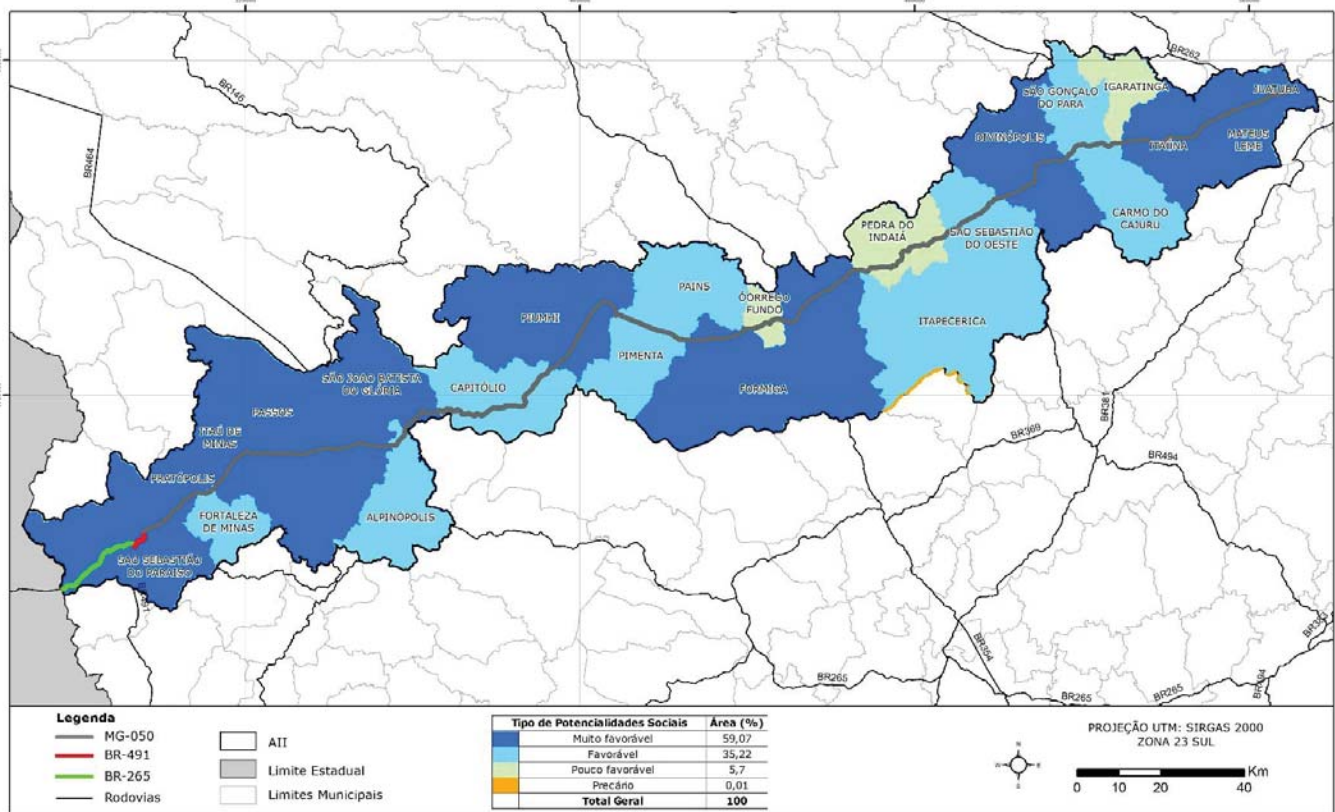 BR262
BR146
BR464
SÃO GONÇALO
DO PARA
IGARATINGA
JUATUBA
DIVINÓPOLIS
ITAÚNA
MATEUS
LEME
CARMO DO
CAJURU
PEDRA DO
INDAIÁ
SÃO SEBASTIÃO
DO OESTE
PAINS
CÓRREGO
FUNDO
PIUMHI
ITAPECERICA
PIMENTA
FORMIGA
SÃO JOÃO BATISTA
DO GLÓRIA
CAPITÓLIO
PASSOS
ITAÚ DE
MINAS
PRATÓPOLIS
FORTALEZA
DE MINAS
ALPINÓPOLIS
SÃO SEBASTIÃO
DO PARAISO
BR381
BR369
BR494
BR354
BR265
BR265
BR265
BR383
Legenda
MG-050
BR-491
BR-265
Rodovias
AII
Limite Estadual
Limites Municipais
Tipo de Potencialidades Sociais Área (%)
Muito favorável 59,07
Favorável 35,22
Pouco favorável 5,7
Precário 0,01
Total Geral 100
N
PROJEÇÃO UTM: SIRGAS 2000
ZONA 23 SUL
Km
0 10 20 40